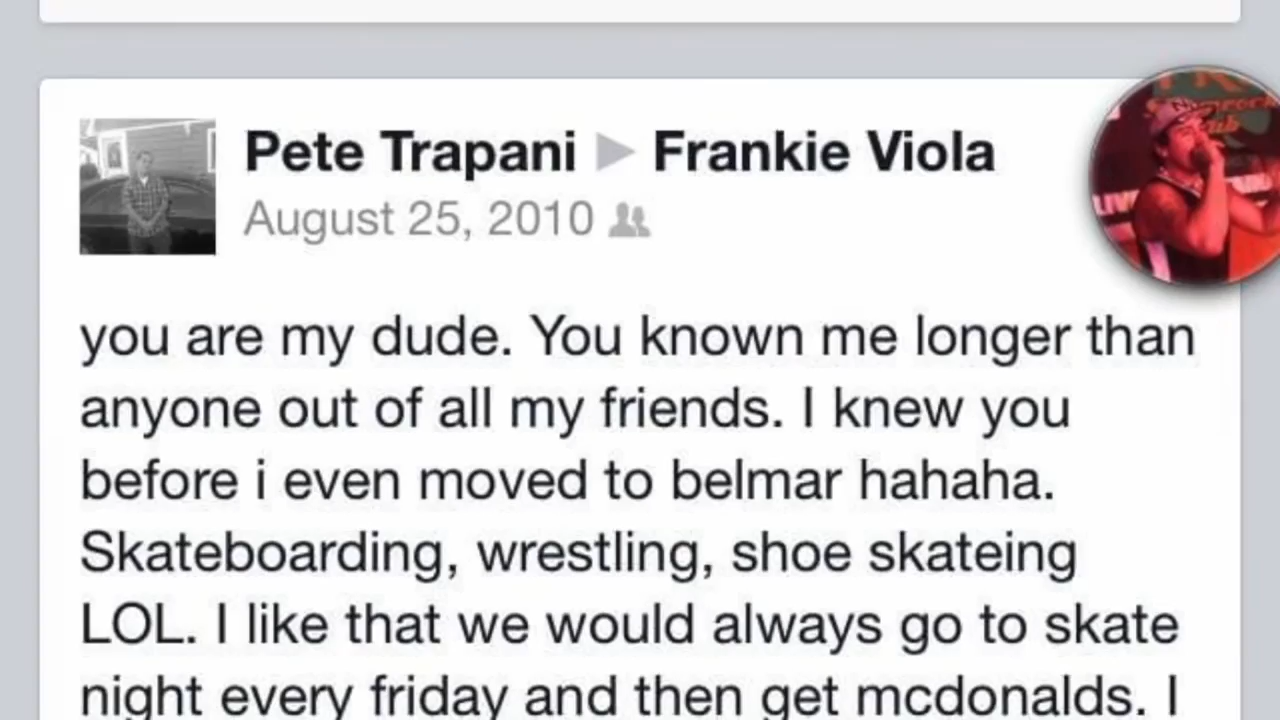 Pete Trapani ▶ Frankie Viola
August 25, 2010
you are my dude. You known me longer than
anyone out of all my friends. I knew you
before i even moved to belmar hahaha.
Skateboarding, wrestling, shoe skateing
LOL. I like that we would always go to skate
night every friday and then get mcdonalds. I